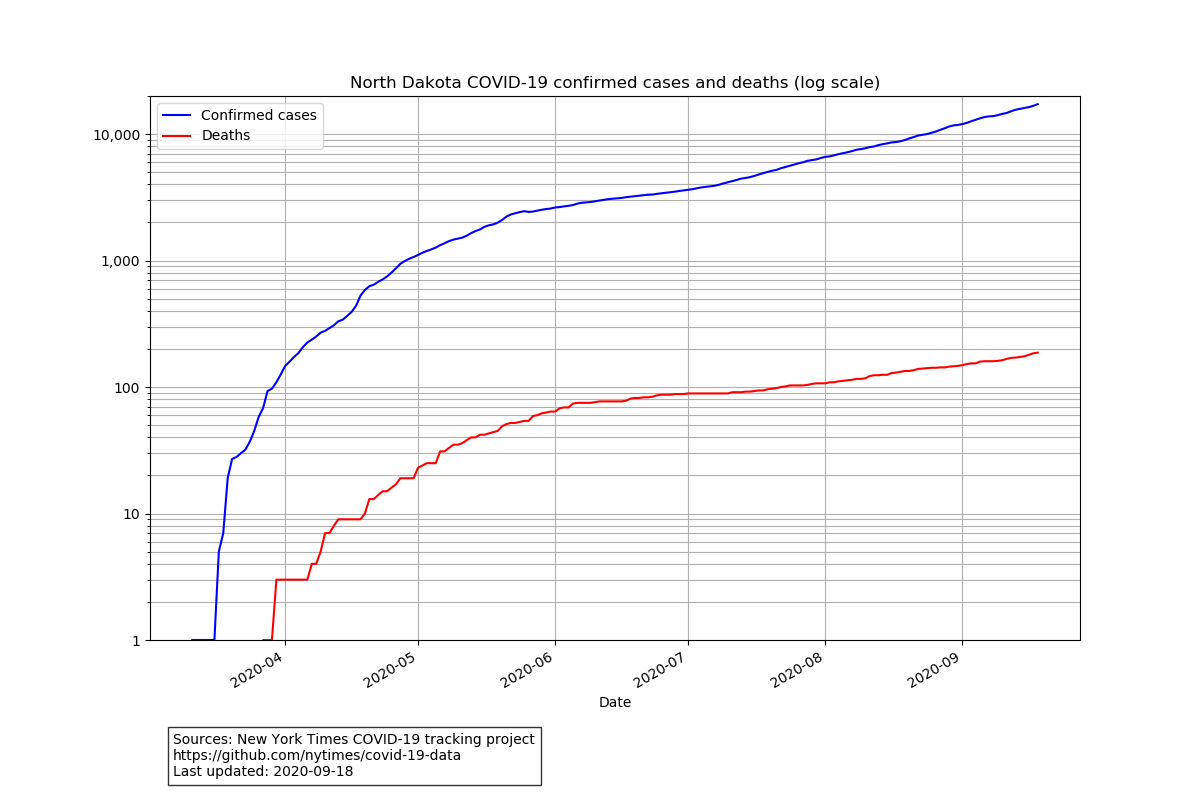 North Dakota COVID-19 confirmed cases and deaths (log scale)
Confirmed cases
Deaths
10,000
1,000
100
10
1
2020-04
2020-05
2020-06
2020-07
2020-08
2020-09
Date
Sources: New York Times COVID-19 tracking project
https://github.com/nytimes/covid-19-data
Last updated: 2020-09-18